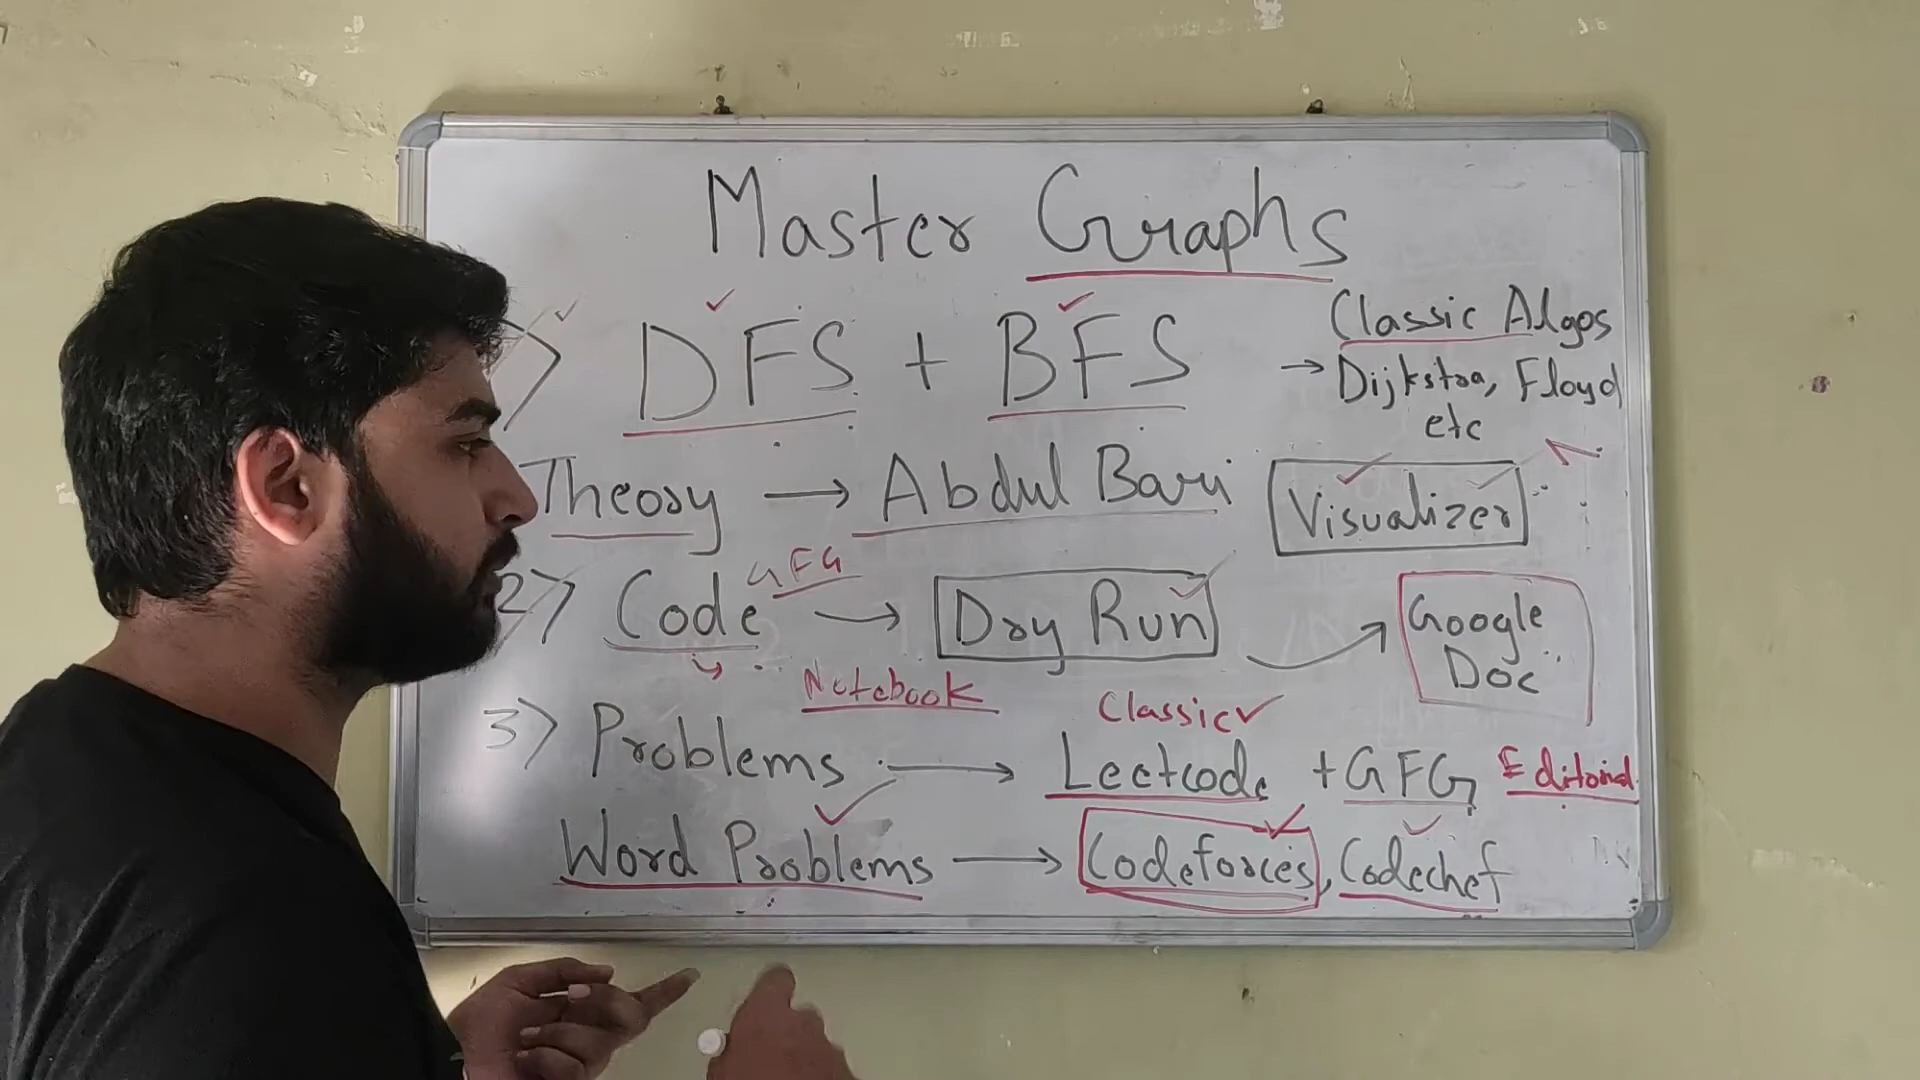 Master Graphs
DFS + BFS
Classic Algos
→ Dijkstra, Floyd
etc
Theory → Abdul Bari
Visualizer
2> Code → Dry Run
GFG
Google
Doc
Notebook
Classic
3> Problems → Leetcode + GFG Editorial
Word Problems → Codeforces, Codechef